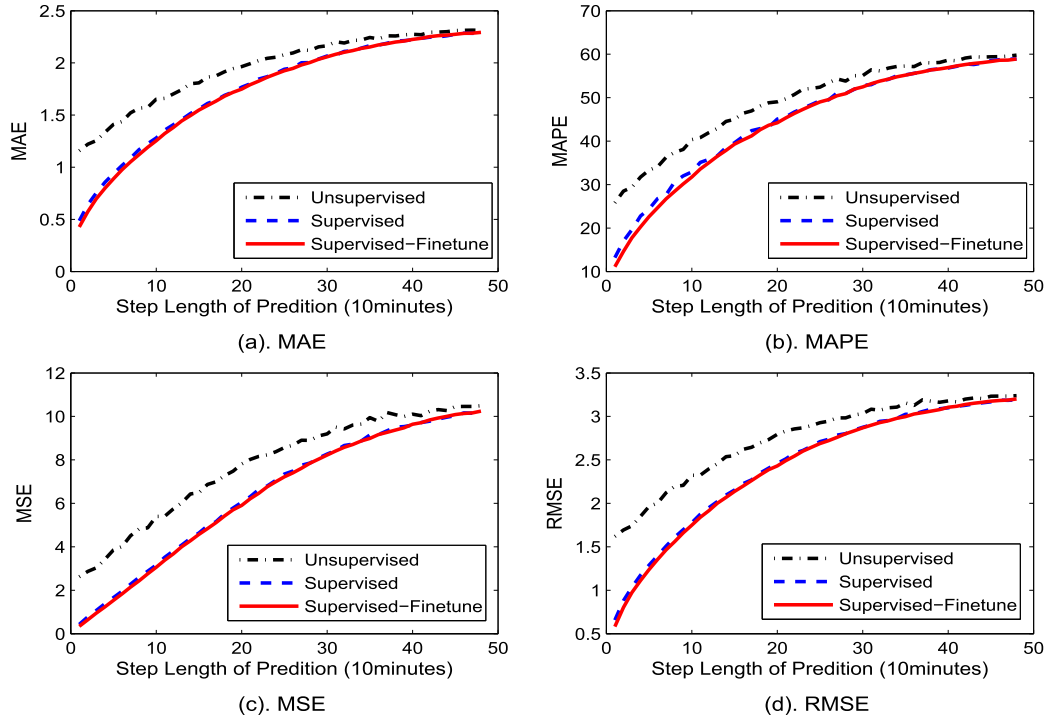 2.5
2
1.5
1
0.5
0
MAE
0 10 20 30 40 50
Step Length of Predition (10minutes)
Unsupervised
Supervised
Supervised−Finetune
(a). MAE
70
60
50
40
30
20
10
MAPE
0 10 20 30 40 50
Step Length of Predition (10minutes)
Unsupervised
Supervised
Supervised−Finetune
(b). MAPE
12
10
8
6
4
2
0
MSE
0 10 20 30 40 50
Step Length of Predition (10minutes)
Unsupervised
Supervised
Supervised−Finetune
(c). MSE
3.5
3
2.5
2
1.5
1
0.5
RMSE
0 10 20 30 40 50
Step Length of Predition (10minutes)
Unsupervised
Supervised
Supervised−Finetune
(d). RMSE